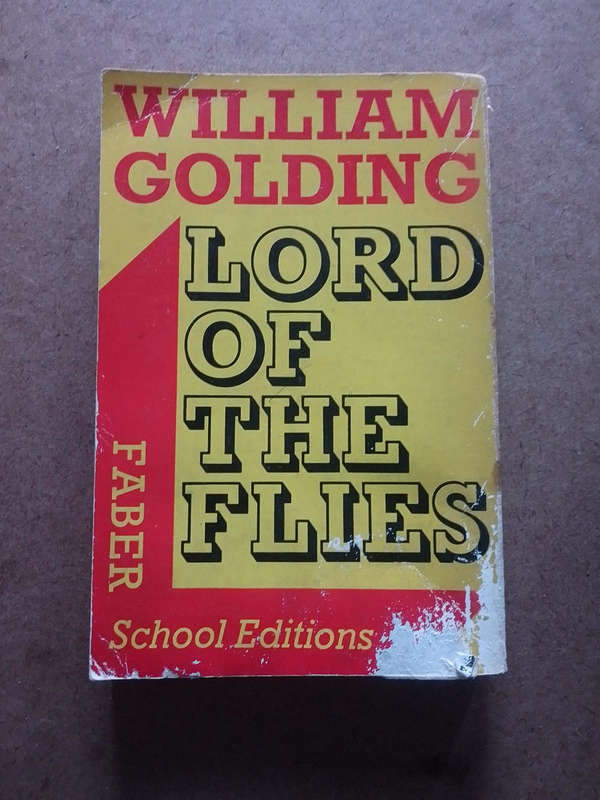 WILLIAM
GOLDING
LORD
OF
THE
FLIES
FABER
School Editions